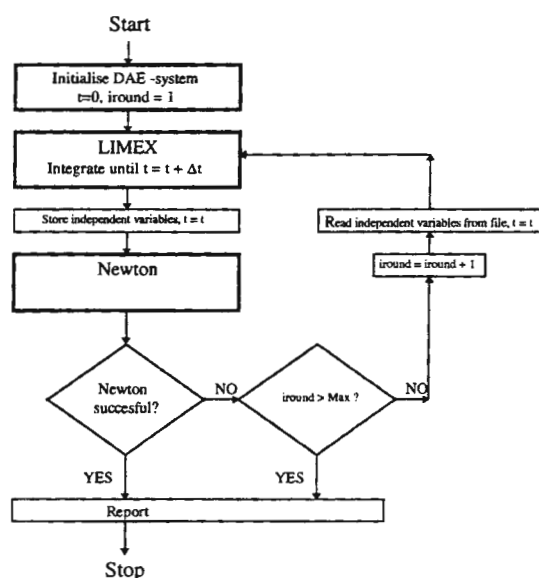 Start
Initialise DAE -system
t=0, iround = 1
LIMEX
Integrate until t = t + Δt
Store independent variables, t = t
Read independent variables from file, t = t
Newton
iround = iround + 1
Newton
succesful?
NO
iround > Max ?
NO
YES
YES
Report
Stop